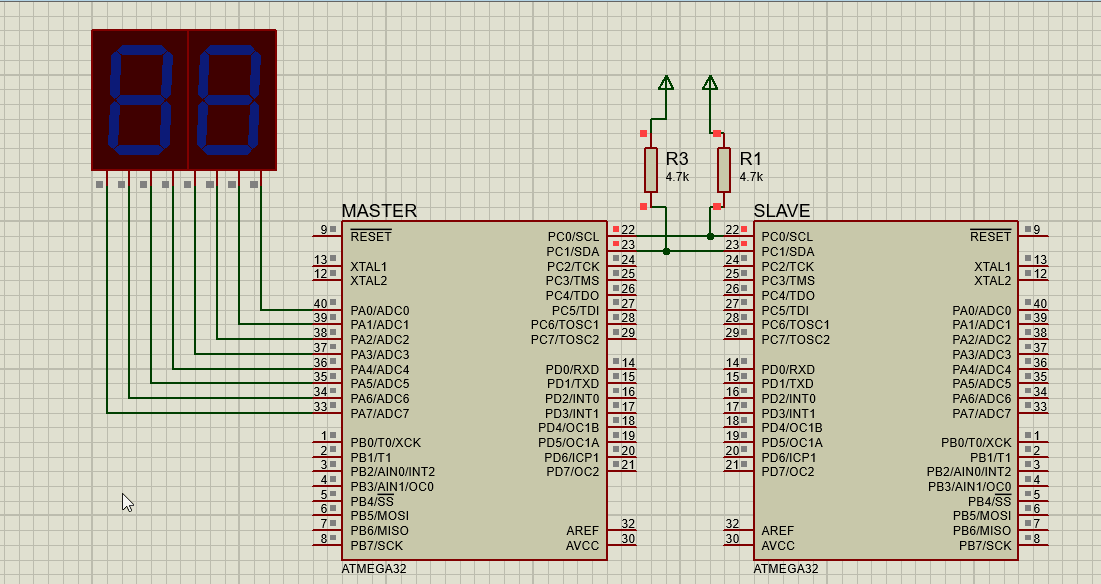 R3
4.7k
R1
4.7k
MASTER
9 RESET
13 XTAL1
12 XTAL2
40 PA0/ADC0
39 PA1/ADC1
38 PA2/ADC2
37 PA3/ADC3
36 PA4/ADC4
35 PA5/ADC5
34 PA6/ADC6
33 PA7/ADC7
1 PB0/T0/XCK
2 PB1/T1
3 PB2/AIN0/INT2
4 PB3/AIN1/OC0
5 PB4/SS
6 PB5/MOSI
7 PB6/MISO
8 PB7/SCK
PC0/SCL 22
PC1/SDA 23
PC2/TCK 24
PC3/TMS 25
PC4/TDO 26
PC5/TDI 27
PC6/TOSC1 28
PC7/TOSC2 29
PD0/RXD 14
PD1/TXD 15
PD2/INT0 16
PD3/INT1 17
PD4/OC1B 18
PD5/OC1A 19
PD6/ICP1 20
PD7/OC2 21
AREF 32
AVCC 30
ATMEGA32
SLAVE
22 PC0/SCL
23 PC1/SDA
24 PC2/TCK
25 PC3/TMS
26 PC4/TDO
27 PC5/TDI
28 PC6/TOSC1
29 PC7/TOSC2
14 PD0/RXD
15 PD1/TXD
16 PD2/INT0
17 PD3/INT1
18 PD4/OC1B
19 PD5/OC1A
20 PD6/ICP1
21 PD7/OC2
32 AREF
30 AVCC
RESET 9
XTAL1 13
XTAL2 12
PA0/ADC0 40
PA1/ADC1 39
PA2/ADC2 38
PA3/ADC3 37
PA4/ADC4 36
PA5/ADC5 35
PA6/ADC6 34
PA7/ADC7 33
PB0/T0/XCK 1
PB1/T1 2
PB2/AIN0/INT2 3
PB3/AIN1/OC0 4
PB4/SS 5
PB5/MOSI 6
PB6/MISO 7
PB7/SCK 8
ATMEGA32